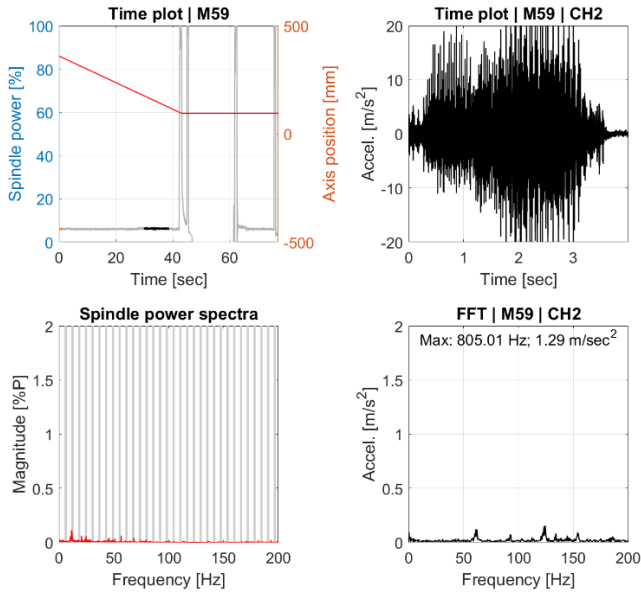 Time plot | M59
Spindle power [%]
100
80
60
40
20
0
500
0
-500
Axis position [mm]
0 20 40 60
Time [sec]
Time plot | M59 | CH2
Accel. [m/s²]
20
10
0
-10
-20
0 1 2 3
Time [sec]
Spindle power spectra
Magnitude [%P]
2
1.5
1
0.5
0
0 50 100 150 200
Frequency [Hz]
FFT | M59 | CH2
Max: 805.01 Hz; 1.29 m/sec²
Accel. [m/s²]
2
1.5
1
0.5
0
0 50 100 150 200
Frequency [Hz]